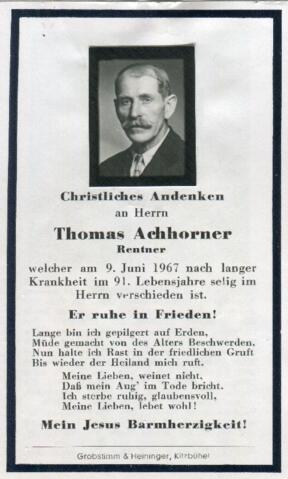 Christliches Andenken
an Herrn
Thomas Achhorner
Rentner
welcher am 9. Juni 1967 nach langer
Krankheit im 91. Lebensjahre selig im
Herrn verschieden ist.
Er ruhe in Frieden!
Lange bin ich gepilgert auf Erden,
Müde gemacht von des Alters Beschwerden,
Nun halte ich Rast in der friedlichen Gruft
Bis wieder der Heiland mich ruft.
Meine Lieben, weinet nicht,
Daß mein Aug' im Tode bricht.
Ich sterbe ruhig, glaubensvoll,
Meine Lieben, lebet wohl!
Mein Jesus Barmherzigkeit!
Grobstimm & Heininger, Kitzbühel